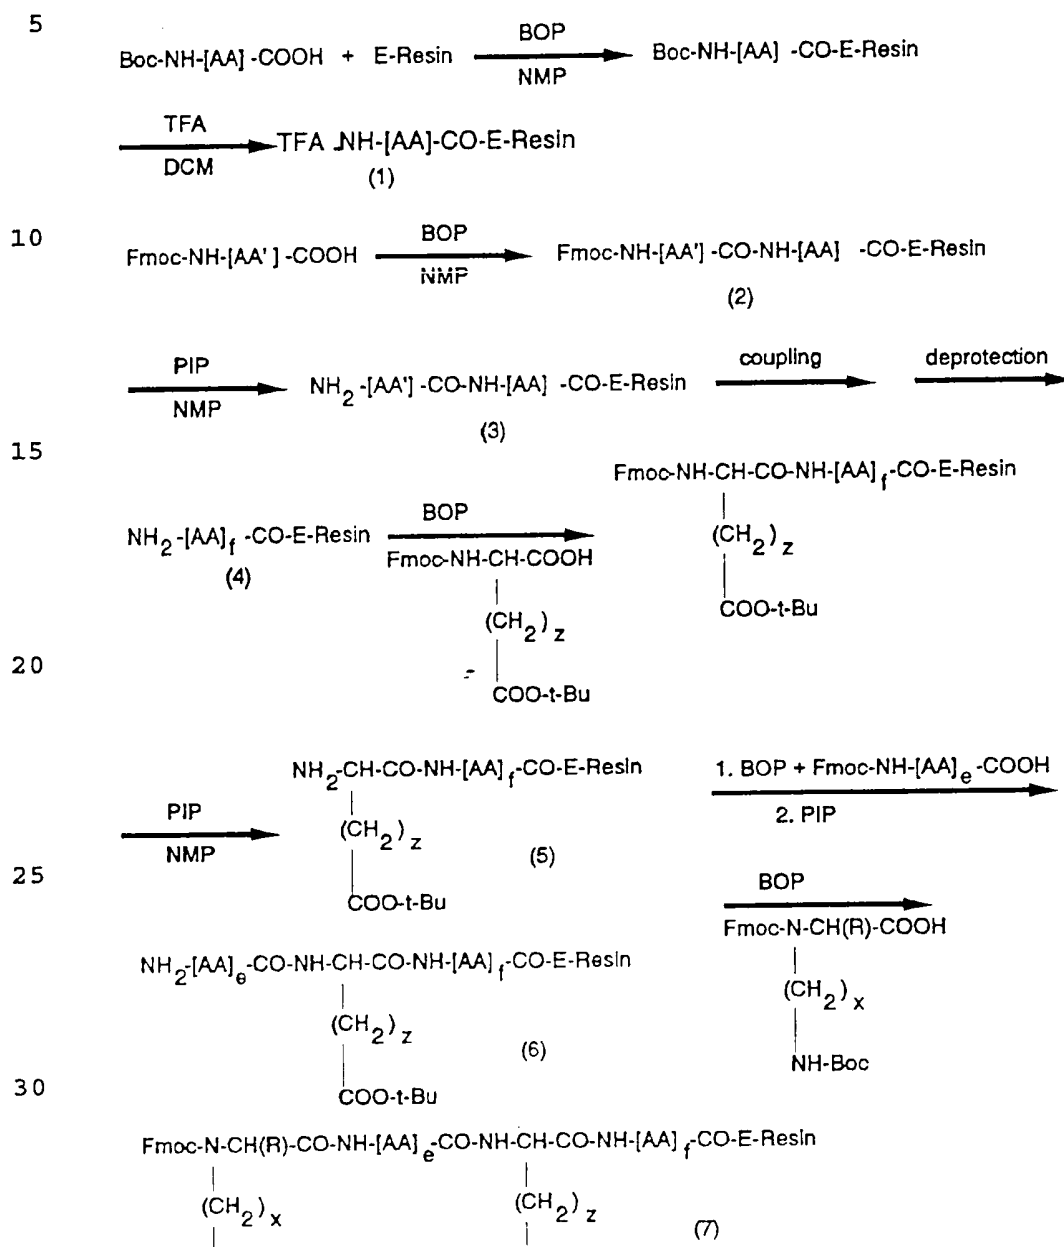 5
Boc-NH-[AA] -COOH + E-Resin BOP NMP Boc-NH-[AA] -CO-E-Resin
TFA DCM TFA .NH-[AA]-CO-E-Resin
(1)
10
Fmoc-NH-[AA' ] -COOH BOP NMP Fmoc-NH-[AA'] -CO-NH-[AA] -CO-E-Resin
(2)
PIP NMP NH2 -[AA'] -CO-NH-[AA] -CO-E-Resin coupling deprotection
(3)
15
Fmoc-NH-CH-CO-NH-[AA]f-CO-E-Resin
(CH2)z
COO-t-Bu
NH2-[AA]f -CO-E-Resin BOP
(4)
Fmoc-NH-CH-COOH
(CH2)z
COO-t-Bu
20
NH2-CH-CO-NH-[AA]f-CO-E-Resin
1. BOP + Fmoc-NH-[AA]e -COOH
2. PIP
PIP NMP
(CH2)z
(5)
COO-t-Bu
25
BOP
Fmoc-N-CH(R)-COOH
(CH2)x
NH-Boc
NH2-[AA]e-CO-NH-CH-CO-NH-[AA]f-CO-E-Resin
(CH2)z
(6)
COO-t-Bu
30
Fmoc-N-CH(R)-CO-NH-[AA]e-CO-NH-CH-CO-NH-[AA]f-CO-E-Resin
(CH2)x (CH2)z
(7)